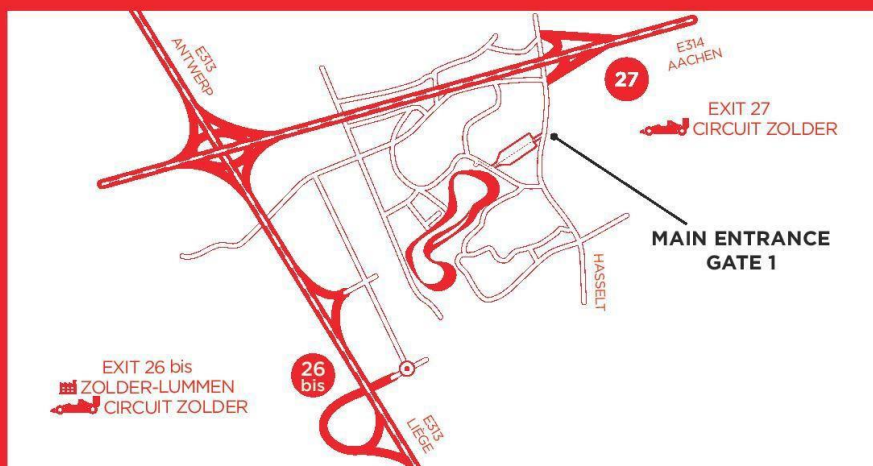 E313
ANTWERP
E314
AACHEN
27
EXIT 27
CIRCUIT ZOLDER
MAIN ENTRANCE
GATE 1
HASSELT
EXIT 26 bis
ZOLDER-LUMMEN
CIRCUIT ZOLDER
26
bis
E313
LIÈGE